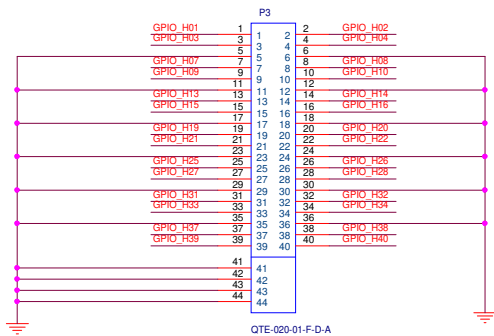 P3
GPIO_H01 1 1 2 2 GPIO_H02
GPIO_H03 3 3 4 4 GPIO_H04
5 5 6 6
GPIO_H07 7 7 8 8 GPIO_H08
GPIO_H09 9 9 10 10 GPIO_H10
11 11 12 12
GPIO_H13 13 13 14 14 GPIO_H14
GPIO_H15 15 15 16 16 GPIO_H16
17 17 18 18
GPIO_H19 19 19 20 20 GPIO_H20
GPIO_H21 21 21 22 22 GPIO_H22
23 23 24 24
GPIO_H25 25 25 26 26 GPIO_H26
GPIO_H27 27 27 28 28 GPIO_H28
29 29 30 30
GPIO_H31 31 31 32 32 GPIO_H32
GPIO_H33 33 33 34 34 GPIO_H34
35 35 36 36
GPIO_H37 37 37 38 38 GPIO_H38
GPIO_H39 39 39 40 40 GPIO_H40
41 41
42 42
43 43
44 44
QTE-020-01-F-D-A